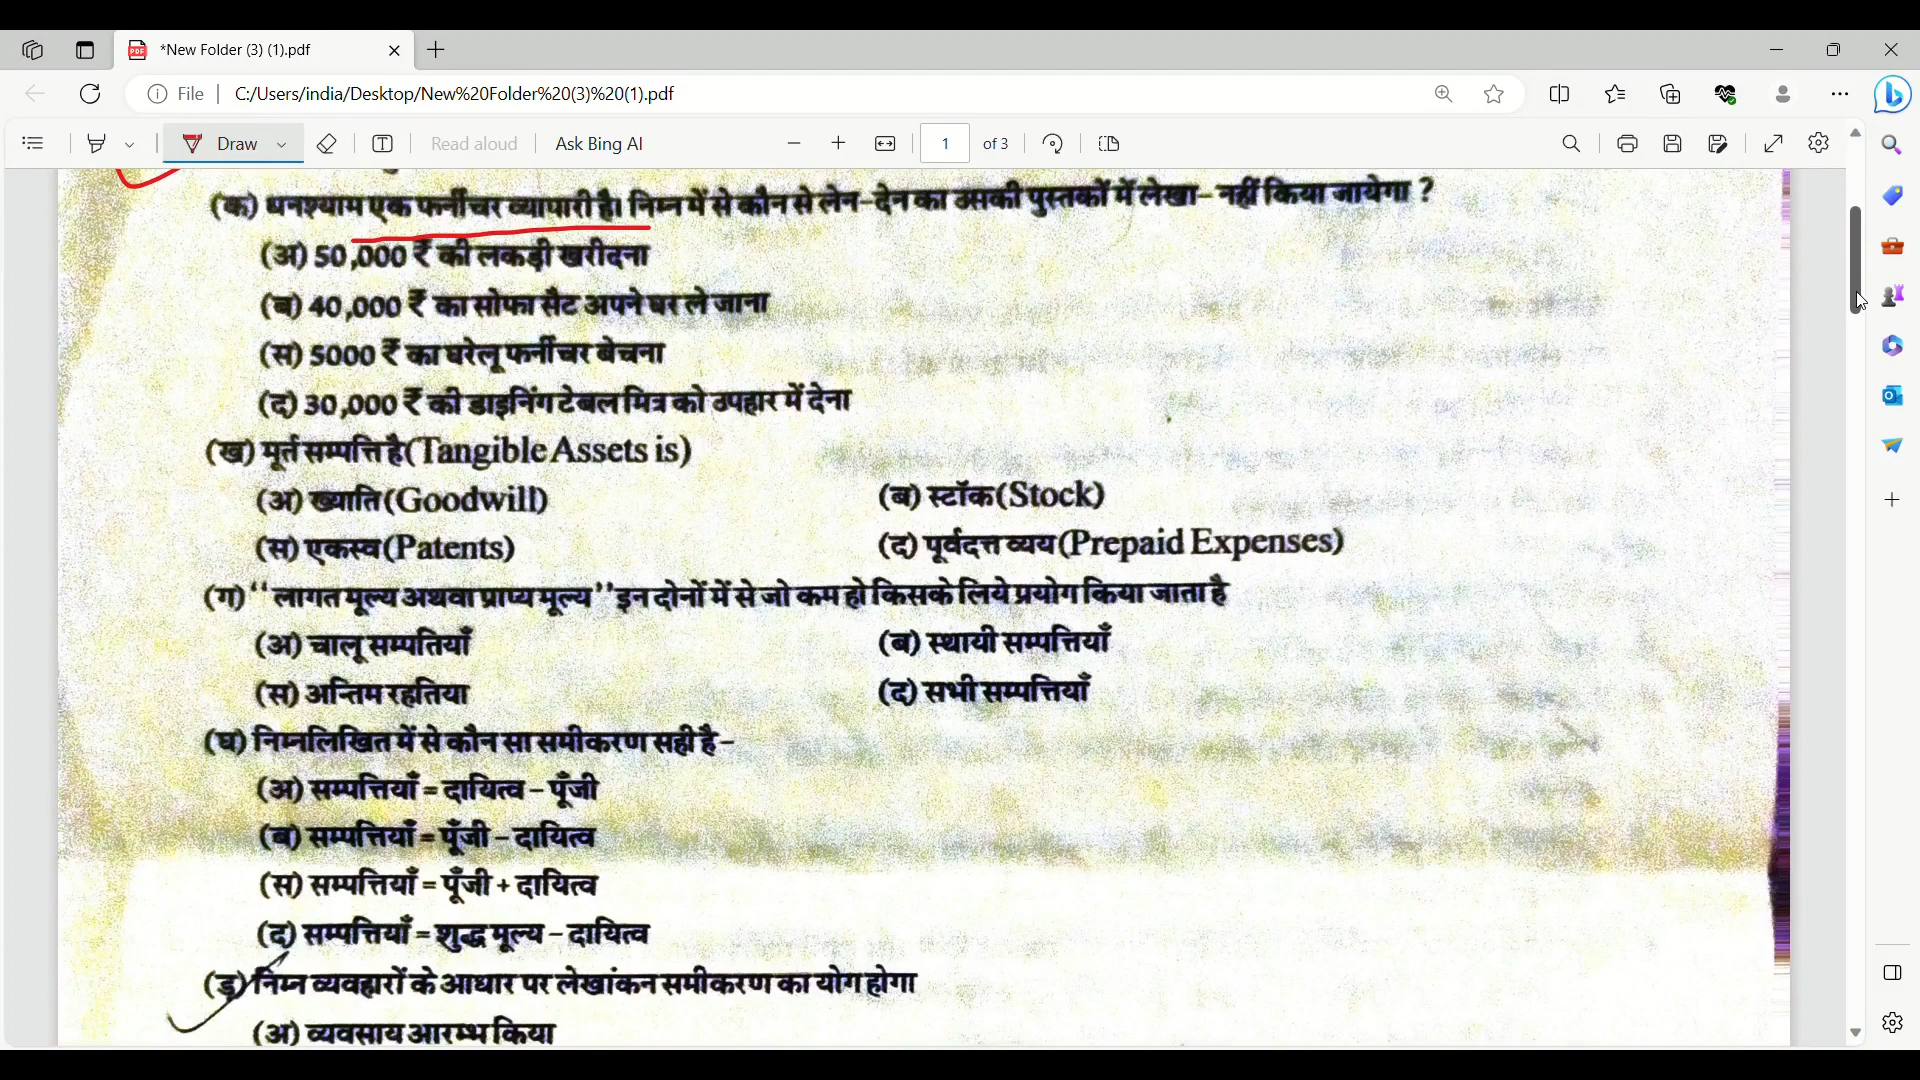 *New Folder (3) (1).pdf
File
C:/Users/india/Desktop/New%20Folder%20(3)%20(1).pdf
Draw
Read aloud
Ask Bing AI
1 of 3
(क) घनश्याम एक फर्नीचर व्यापारी है। निम्न में से कौन से लेन-देन का उसकी पुस्तकों में लेखा- नहीं किया जायेगा ?
(अ) 50,000 ₹ की लकड़ी खरीदना
(ब) 40,000 ₹ का सोफा सैट अपने घर ले जाना
(स) 5000 ₹ का घरेलू फर्नीचर बेचना
(द) 30,000 ₹ की डाइनिंग टेबल मित्र को उपहार में देना
(ख) मूर्त सम्पत्ति है (Tangible Assets is)
(अ) ख्याति (Goodwill) (ब) स्टॉक (Stock)
(स) एकस्व (Patents) (द) पूर्वदत्त व्यय (Prepaid Expenses)
(ग) ‘‘लागत मूल्य अथवा प्राप्य मूल्य’’ इन दोनों में से जो कम हो किसके लिये प्रयोग किया जाता है
(अ) चालू सम्पतियाँ (ब) स्थायी सम्पत्तियाँ
(स) अन्तिम रहतिया (द) सभी सम्पत्तियाँ
(घ) निम्नलिखित में से कौन सा समीकरण सही है -
(अ) सम्पत्तियाँ = दायित्व - पूँजी
(ब) सम्पत्तियाँ = पूँजी - दायित्व
(स) सम्पत्तियाँ = पूँजी + दायित्व
(द) सम्पत्तियाँ = शुद्ध मूल्य - दायित्व
(ड़) निम्न व्यवहारों के आधार पर लेखांकन समीकरण का योग होगा
(अ) व्यवसाय आरम्भ किया